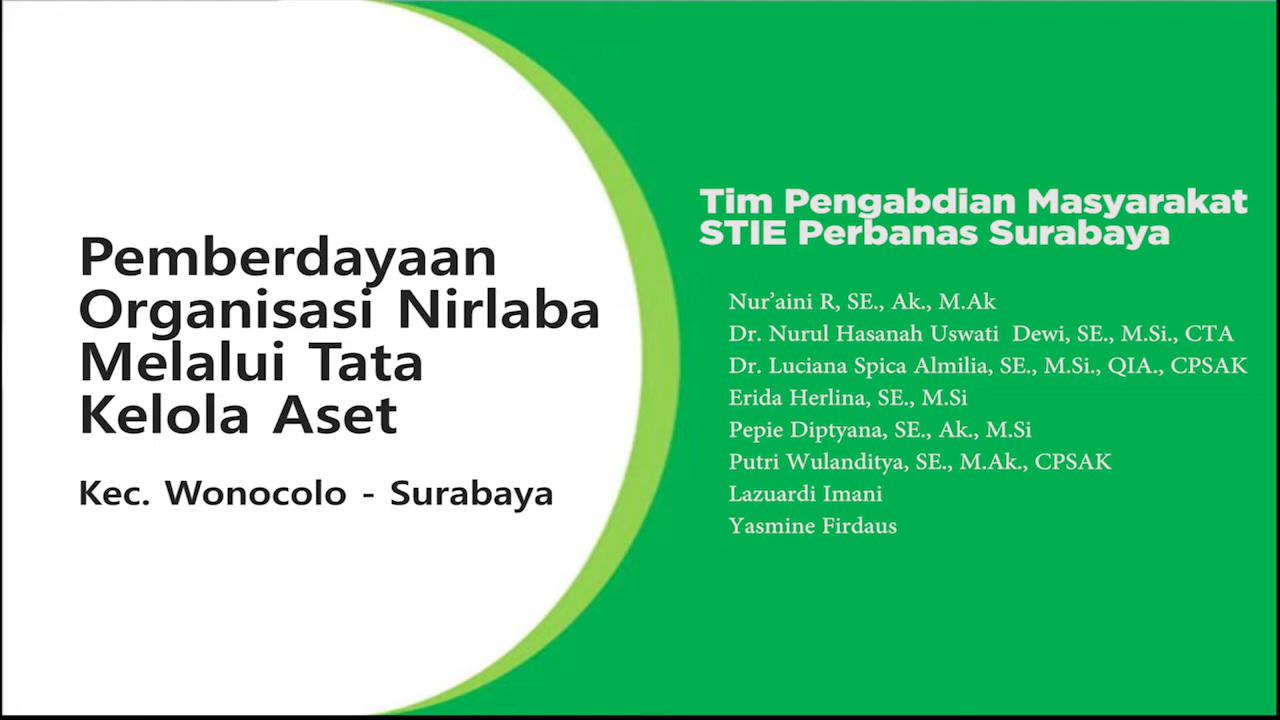 Pemberdayaan
Organisasi Nirlaba
Melalui Tata
Kelola Aset
Kec. Wonocolo - Surabaya
Tim Pengabdian Masyarakat
STIE Perbanas Surabaya
Nur’aini R, SE., Ak., M.Ak
Dr. Nurul Hasanah Uswati Dewi, SE., M.Si., CTA
Dr. Luciana Spica Almilia, SE., M.Si., QIA., CPSAK
Erida Herlina, SE., M.Si
Pepie Diptyana, SE., Ak., M.Si
Putri Wulanditya, SE., M.Ak., CPSAK
Lazuardi Imani
Yasmine Firdaus